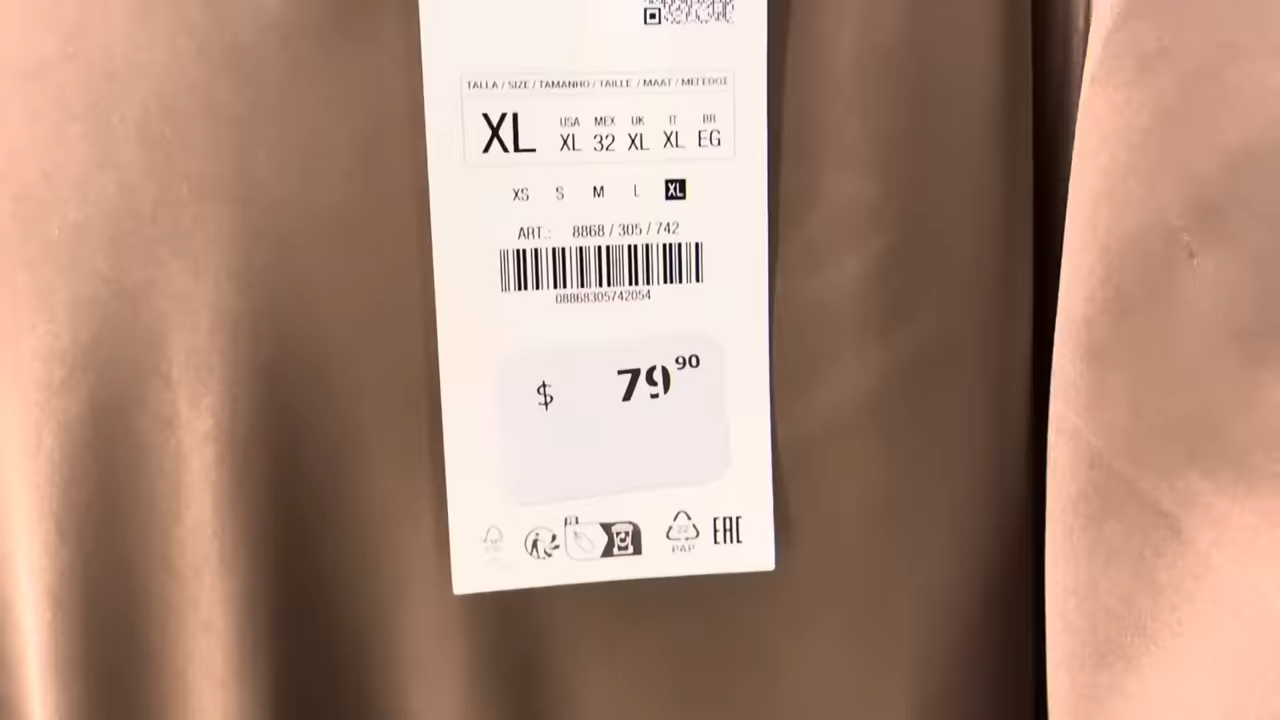 TALLA / SIZE / TAMANHO / TAILLE / MAAT / ΜΕΓΕΘΟΣ
XL
USA MEX UK IT BR
XL 32 XL XL EG
XS S M L XL
ART.: 8868 / 305 / 742
08868305742054
$ 79 90
22
PAP
EAC